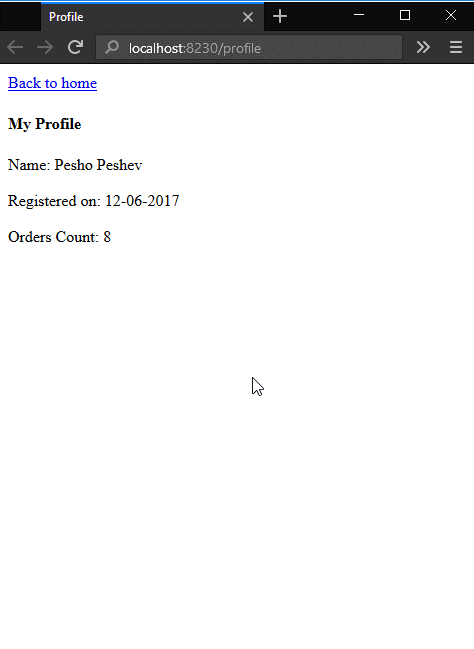 Profile
localhost:8230/profile
Back to home
My Profile
Name: Pesho Peshev
Registered on: 12-06-2017
Orders Count: 8